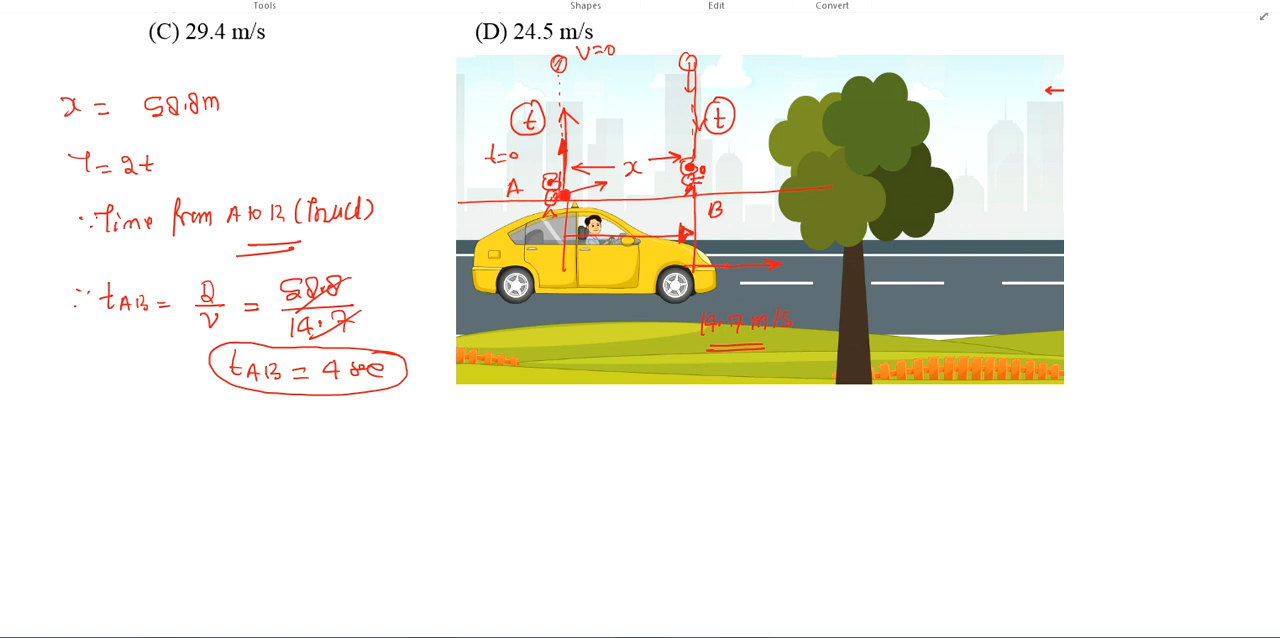 Tools Shapes Edit Convert
(C) 29.4 m/s (D) 24.5 m/s
V=0
x = 58.8m
t t
t=0
x
T = 2t
A
B
∴ Time from A to B (Truck)
∵ tAB = D/V = 58.8/14.7
14.7 m/s
tAB = 4 sec